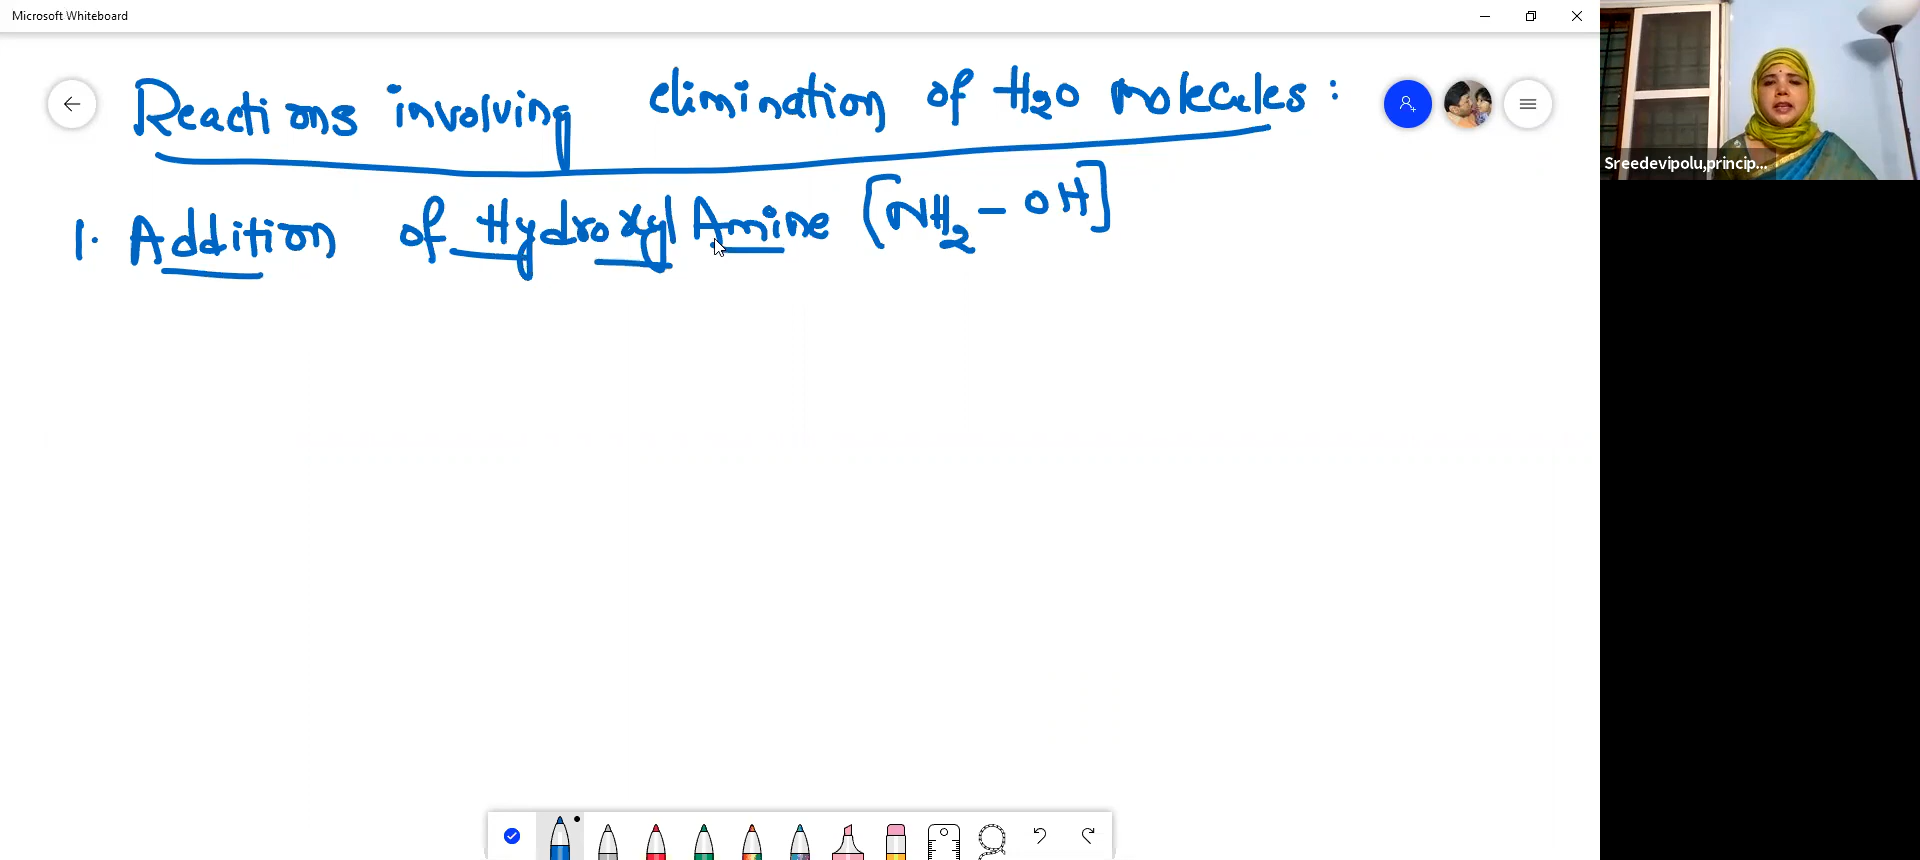 Microsoft Whiteboard
Reactions involving elimination of H2O molecules :
Sreedevipolu,princip...
1. Addition of Hydroxyl Amine [NH2 - OH]